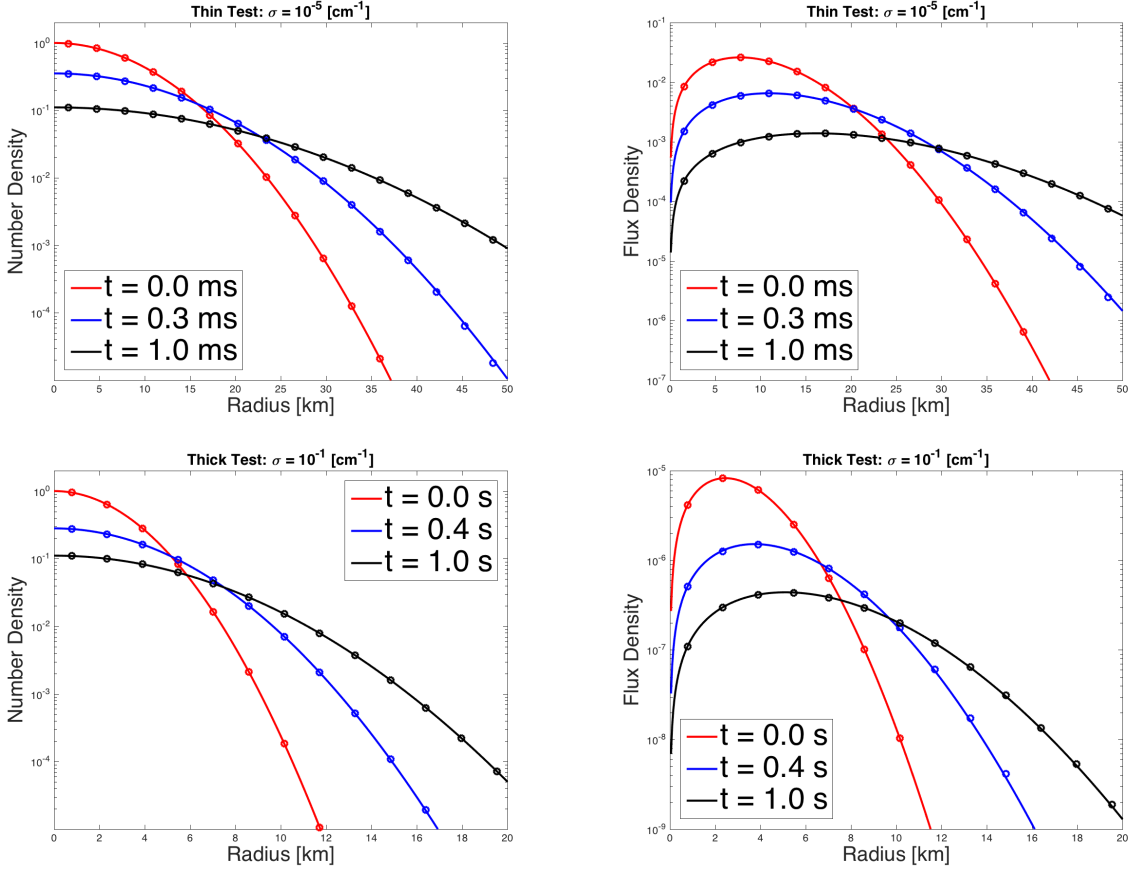 Thin Test: σ = 10^-5 [cm^-1]
Number Density
10^0
10^-1
10^-2
10^-3
10^-4
t = 0.0 ms
t = 0.3 ms
t = 1.0 ms
0 5 10 15 20 25 30 35 40 45 50
Radius [km]
Thin Test: σ = 10^-5 [cm^-1]
Flux Density
10^-1
10^-2
10^-3
10^-4
10^-5
10^-6
10^-7
t = 0.0 ms
t = 0.3 ms
t = 1.0 ms
0 5 10 15 20 25 30 35 40 45 50
Radius [km]
Thick Test: σ = 10^-1 [cm^-1]
Number Density
10^0
10^-1
10^-2
10^-3
10^-4
t = 0.0 s
t = 0.4 s
t = 1.0 s
0 2 4 6 8 10 12 14 16 18 20
Radius [km]
Thick Test: σ = 10^-1 [cm^-1]
Flux Density
10^-5
10^-6
10^-7
10^-8
10^-9
t = 0.0 s
t = 0.4 s
t = 1.0 s
0 2 4 6 8 10 12 14 16 18 20
Radius [km]